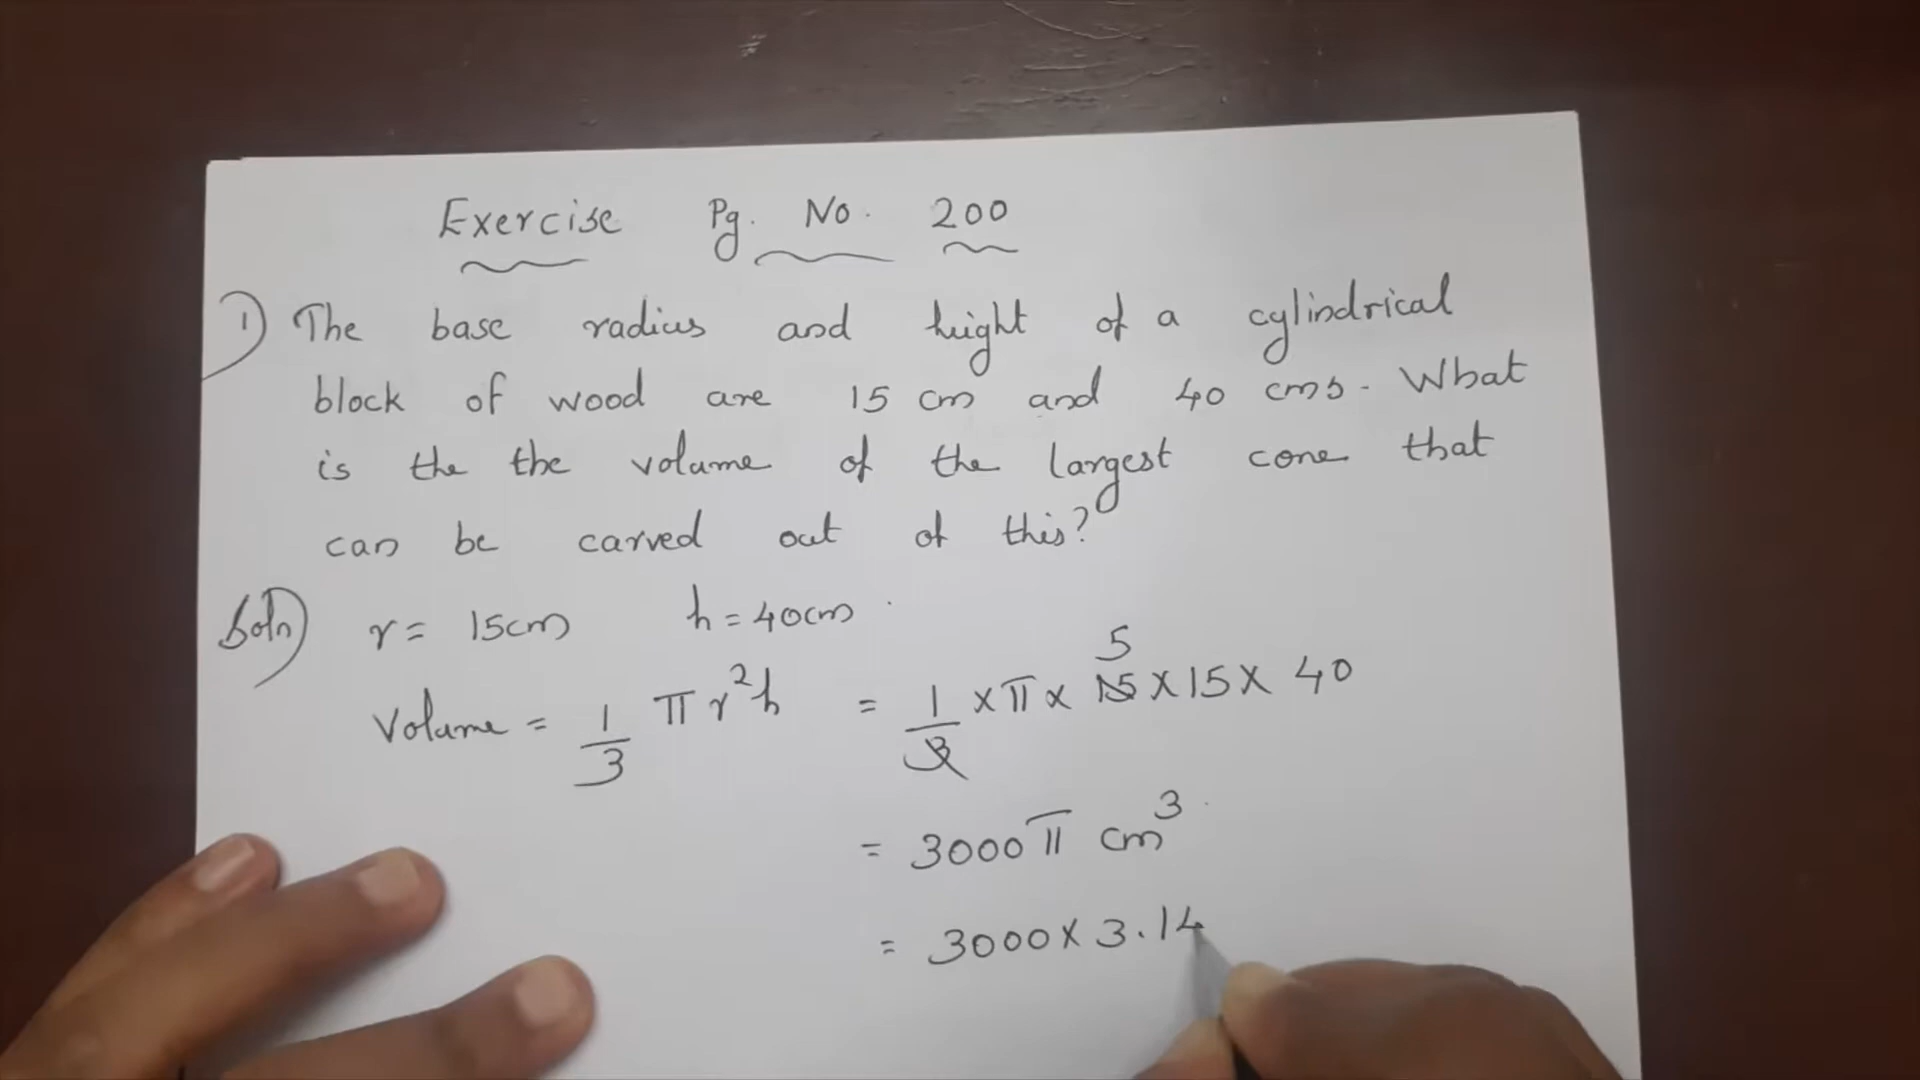 Exercise Pg. No. 200
1) The base radius and height of a cylindrical
block of wood are 15 cm and 40 cms. What
is the the volume of the largest cone that
can be carved out of this?
Soln) r = 15cm h = 40cm.
5
Volume = 1/3 π r²h = 1/3 × π × 15 × 15 × 40
= 3000 π cm³.
= 3000 × 3.14